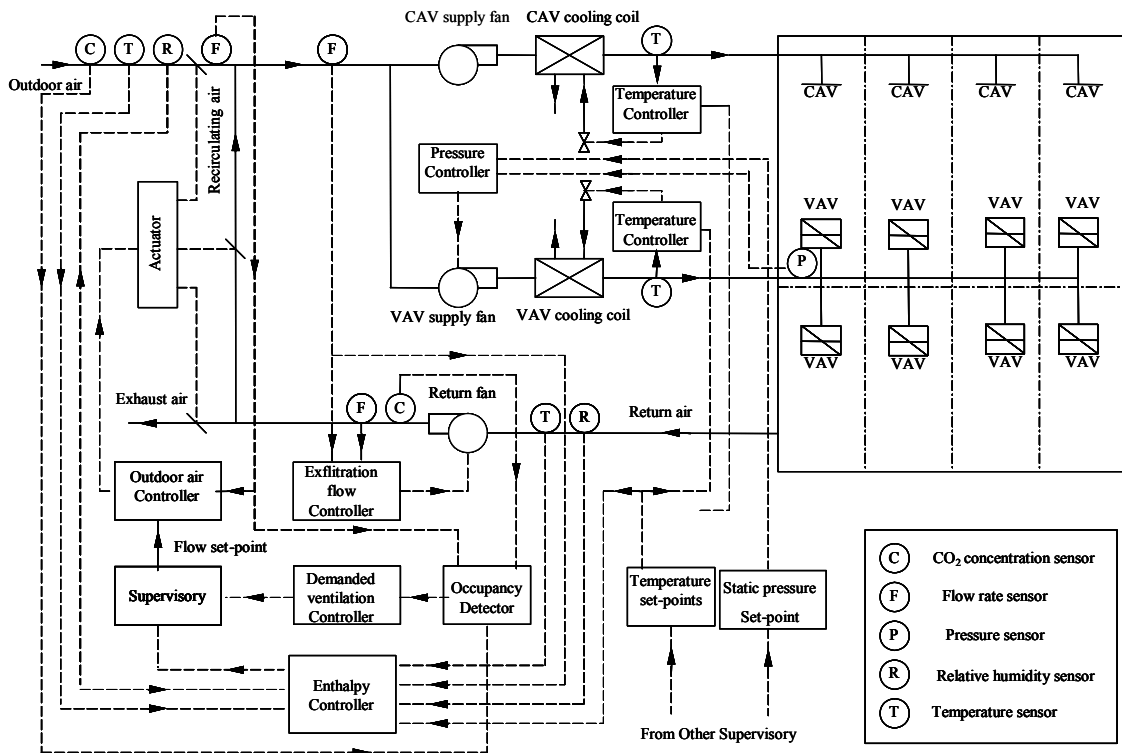 CAV supply fan
CAV cooling coil
C
T
R
F
F
T
Outdoor air
CAV
CAV
CAV
CAV
Temperature
Controller
Recirculating air
Pressure
Controller
Actuator
Temperature
Controller
VAV
VAV
VAV
VAV
P
T
VAV supply fan
VAV cooling coil
VAV
VAV
VAV
VAV
Exhaust air
F
C
Return fan
T
R
Return air
Outdoor air
Controller
Exflitration
flow
Controller
Flow set-point
Supervisory
Demanded
ventilation
Controller
Occupancy
Detector
Temperature
set-points
Static pressure
Set-point
Enthalpy
Controller
From Other Supervisory
C CO₂ concentration sensor
F Flow rate sensor
P Pressure sensor
R Relative humidity sensor
T Temperature sensor